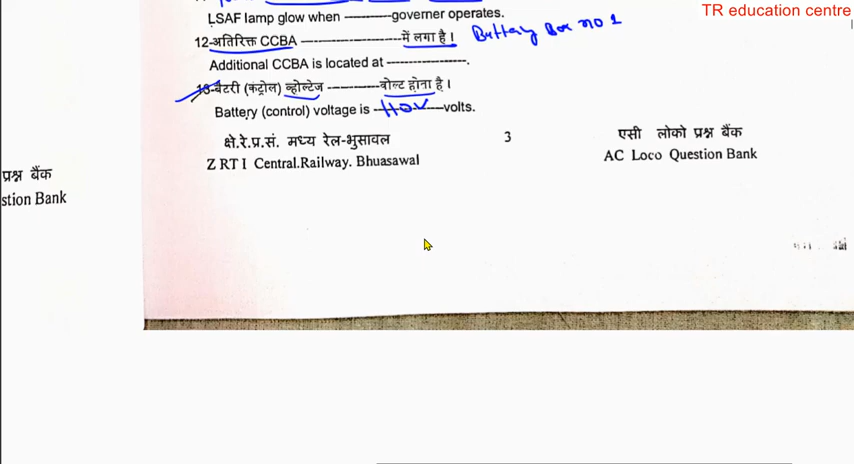 TR education centre
LSAF lamp glow when ----------governer operates.
12-अतिरिक्त CCBA --------------------में लगा है। Battery Box no 1
Additional CCBA is located at ----------------.
13-बैटरी (कंट्रोल) व्होल्टेज -----------वोल्ट होता है।
Battery (control) voltage is --110V---volts.
क्षे.रे.प्र.सं. मध्य रेल-भुसावल
Z RT I Central.Railway. Bhuasawal
3
एसी लोको प्रश्न बैंक
AC Loco Question Bank
प्रश्न बैंक
stion Bank